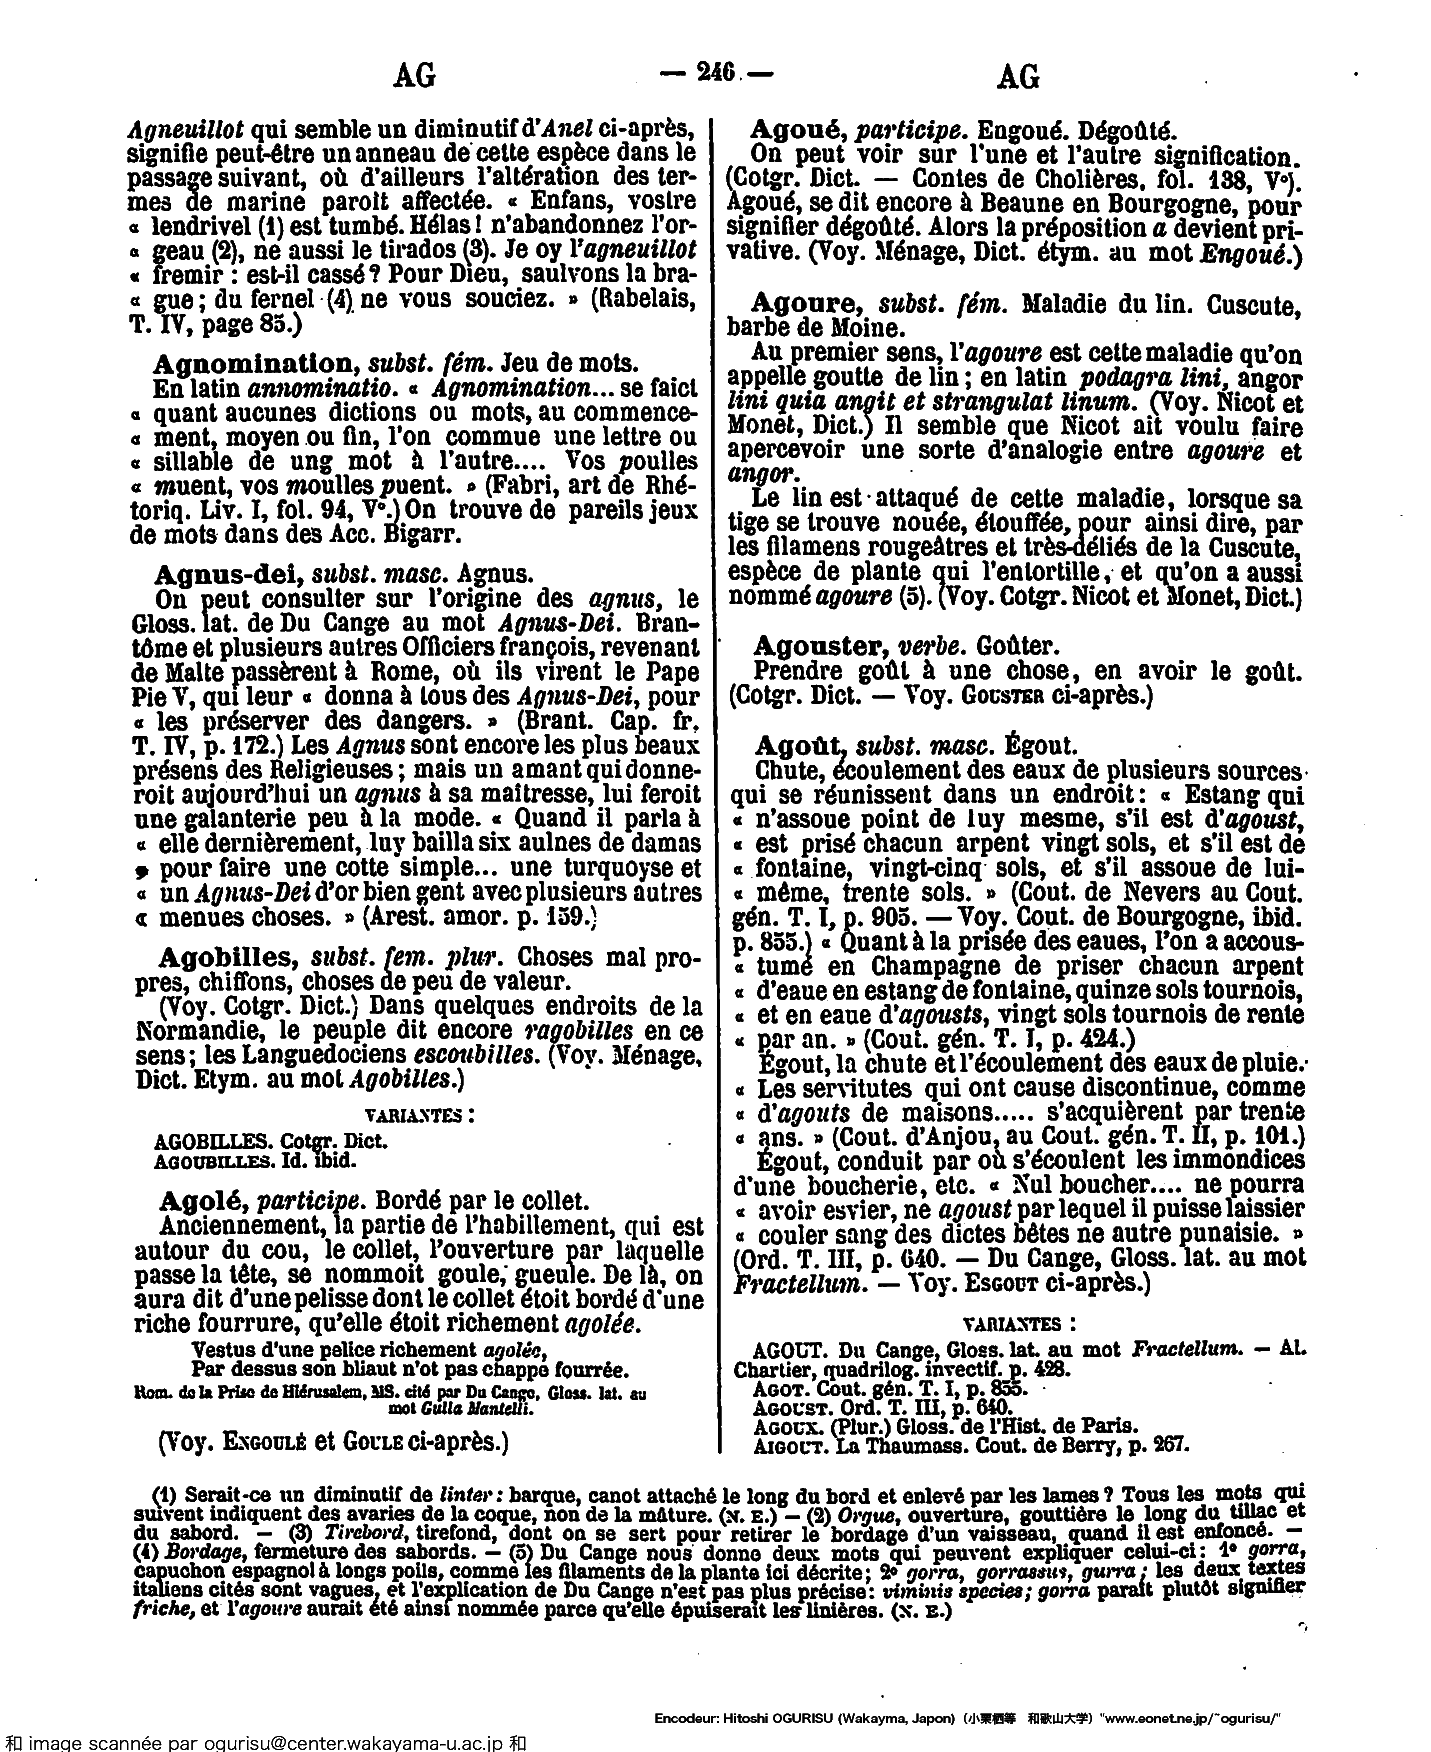 AG — 246 — AG
Agneuillot qui semble un diminutif d'Anel ci-après,
signifie peut-être un anneau de cette espèce dans le
passage suivant, où d'ailleurs l'altération des ter-
mes de marine paroit affectée. « Enfans, vostre
« lendrivel (1) est tumbé. Hélas ! n'abandonnez l'or-
« geau (2), ne aussi le tirados (3). Je oy l'agneuillot
« fremir : est-il cassé ? Pour Dieu, saulvons la bra-
« gue ; du fernel (4) ne vous souciez. » (Rabelais,
T. IV, page 85.)
Agnomination, subst. fém. Jeu de mots.
En latin annominatio. « Agnomination... se faict
« quant aucunes dictions ou mots, au commence-
« ment, moyen ou fin, l'on commue une lettre ou
« sillable de ung mot à l'autre.... Vos poulles
« muent, vos moulles puent. » (Fabri, art de Rhé-
toriq. Liv. I, fol. 94, V°.) On trouve de pareils jeux
de mots dans des Acc. Bigarr.
Agnus-dei, subst. masc. Agnus.
On peut consulter sur l'origine des agnus, le
Gloss. lat. de Du Cange au mot Agnus-Dei. Bran-
tôme et plusieurs autres Officiers françois, revenant
de Malte passèrent à Rome, où ils virent le Pape
Pie V, qui leur « donna à tous des Agnus-Dei, pour
« les préserver des dangers. » (Brant. Cap. fr.
T. IV, p. 172.) Les Agnus sont encore les plus beaux
présens des Religieuses ; mais un amant qui donne-
roit aujourd'hui un agnus à sa maîtresse, lui feroit
une galanterie peu à la mode. « Quand il parla à
« elle dernièrement, luy bailla six aulnes de damas
« pour faire une cotte simple... une turquoyse et
« un Agnus-Dei d'or bien gent avec plusieurs autres
« menues choses. » (Arest. amor. p. 159.)
Agobilles, subst. fem. plur. Choses mal pro-
pres, chiffons, choses de peu de valeur.
(Voy. Cotgr. Dict.) Dans quelques endroits de la
Normandie, le peuple dit encore ragobilles en ce
sens ; les Languedociens escoubilles. (Voy. Ménage,
Dict. Etym. au mot Agobilles.)
VARIANTES :
AGOBILLES. Cotgr. Dict.
AGOUBILLES. Id. ibid.
Agolé, participe. Bordé par le collet.
Anciennement, la partie de l'habillement, qui est
autour du cou, le collet, l'ouverture par laquelle
passe la tête, se nommoit goule, gueule. De là, on
aura dit d'une pelisse dont le collet étoit bordé d'une
riche fourrure, qu'elle étoit richement agolée.
Vestus d'une pelice richement agolée,
Par dessus son bliaut n'ot pas chappe fourrée.
Rom. de la Prise de Hiérusalem, MS. cité par Du Cange, Gloss. lat. au
mot Gulla Mantelli.
(Voy. ENGOULÉ et GOULE ci-après.)
Agoué, participe. Engoué. Dégoûté.
On peut voir sur l'une et l'autre signification.
(Cotgr. Dict. — Contes de Cholières, fol. 138, V°).
Agoué, se dit encore à Beaune en Bourgogne, pour
signifier dégoûté. Alors la préposition a devient pri-
vative. (Voy. Ménage, Dict. étym. au mot Engoué.)
Agoure, subst. fém. Maladie du lin. Cuscute,
barbe de Moine.
Au premier sens, l'agoure est cette maladie qu'on
appelle goutte de lin ; en latin podagra lini, angor
lini quia angit et strangulat linum. (Voy. Nicot et
Monet, Dict.) Il semble que Nicot ait voulu faire
apercevoir une sorte d'analogie entre agoure et
angor.
Le lin est attaqué de cette maladie, lorsque sa
tige se trouve nouée, étouffée, pour ainsi dire, par
les filamens rougeâtres et très-déliés de la Cuscute,
espèce de plante qui l'entortille, et qu'on a aussi
nommé agoure (5). (Voy. Cotgr. Nicot et Monet, Dict.)
Agouster, verbe. Goûter.
Prendre goût à une chose, en avoir le goût.
(Cotgr. Dict. — Voy. GOUSTER ci-après.)
Agoût, subst. masc. Égout.
Chute, écoulement des eaux de plusieurs sources
qui se réunissent dans un endroit : « Estang qui
« n'assoue point de luy mesme, s'il est d'agoust,
« est prisé chacun arpent vingt sols, et s'il est de
« fontaine, vingt-cinq sols, et s'il assoue de lui-
« même, trente sols. » (Cout. de Nevers au Cout.
gén. T. I, p. 905. — Voy. Cout. de Bourgogne, ibid.
p. 855.) « Quant à la prisée des eaues, l'on a accous-
« tumé en Champagne de priser chacun arpent
« d'eaue en estang de fontaine, quinze sols tournois,
« et en eaue d'agousts, vingt sols tournois de rente
« par an. » (Cout. gén. T. I, p. 424.)
Égout, la chute et l'écoulement des eaux de pluie.
« Les servitutes qui ont cause discontinue, comme
« d'agouts de maisons..... s'acquièrent par trente
« ans. » (Cout. d'Anjou, au Cout. gén. T. II, p. 101.)
Égout, conduit par où s'écoulent les immondices
d'une boucherie, etc. « Nul boucher.... ne pourra
« avoir esvier, ne agoust par lequel il puisse laissier
« couler sang des dictes bêtes ne autre punaisie. »
(Ord. T. III, p. 640. — Du Cange, Gloss. lat. au mot
Fractellum. — Voy. ESGOUT ci-après.)
VARIANTES :
AGOUT. Du Cange, Gloss. lat. au mot Fractellum. — Al.
Chartier, quadrilog. invectif. p. 428.
AGOT. Cout. gén. T. I, p. 855.
AGOUST. Ord. T. III, p. 640.
AGOUX. (Plur.) Gloss. de l'Hist. de Paris.
AIGOUT. La Thaumass. Cout. de Berry, p. 267.
(1) Serait-ce un diminutif de linter : barque, canot attaché le long du bord et enlevé par les lames ? Tous les mots qui
suivent indiquent des avaries de la coque, non de la mâture. (N. E.) — (2) Orgue, ouverture, gouttière le long du tillac et
du sabord. — (3) Tirebord, tirefond, dont on se sert pour retirer le bordage d'un vaisseau, quand il est enfoncé. —
(4) Bordage, fermeture des sabords. — (5) Du Cange nous donne deux mots qui peuvent expliquer celui-ci : 1° gorra,
capuchon espagnol à longs poils, comme les filaments de la plante ici décrite ; 2° gorra, gorrassus, gurra ; les deux textes
italiens cités sont vagues, et l'explication de Du Cange n'est pas plus précise : viminis species ; gorra paraît plutôt signifier
friche, et l'agoure aurait été ainsi nommée parce qu'elle épuiserait les linières. (N. E.)
Encodeur: Hitoshi OGURISU (Wakayma, Japon) (小栗栖等 和歌山大学) "www.eonet.ne.jp/~ogurisu/"
和 image scannée par ogurisu@center.wakayama-u.ac.jp 和